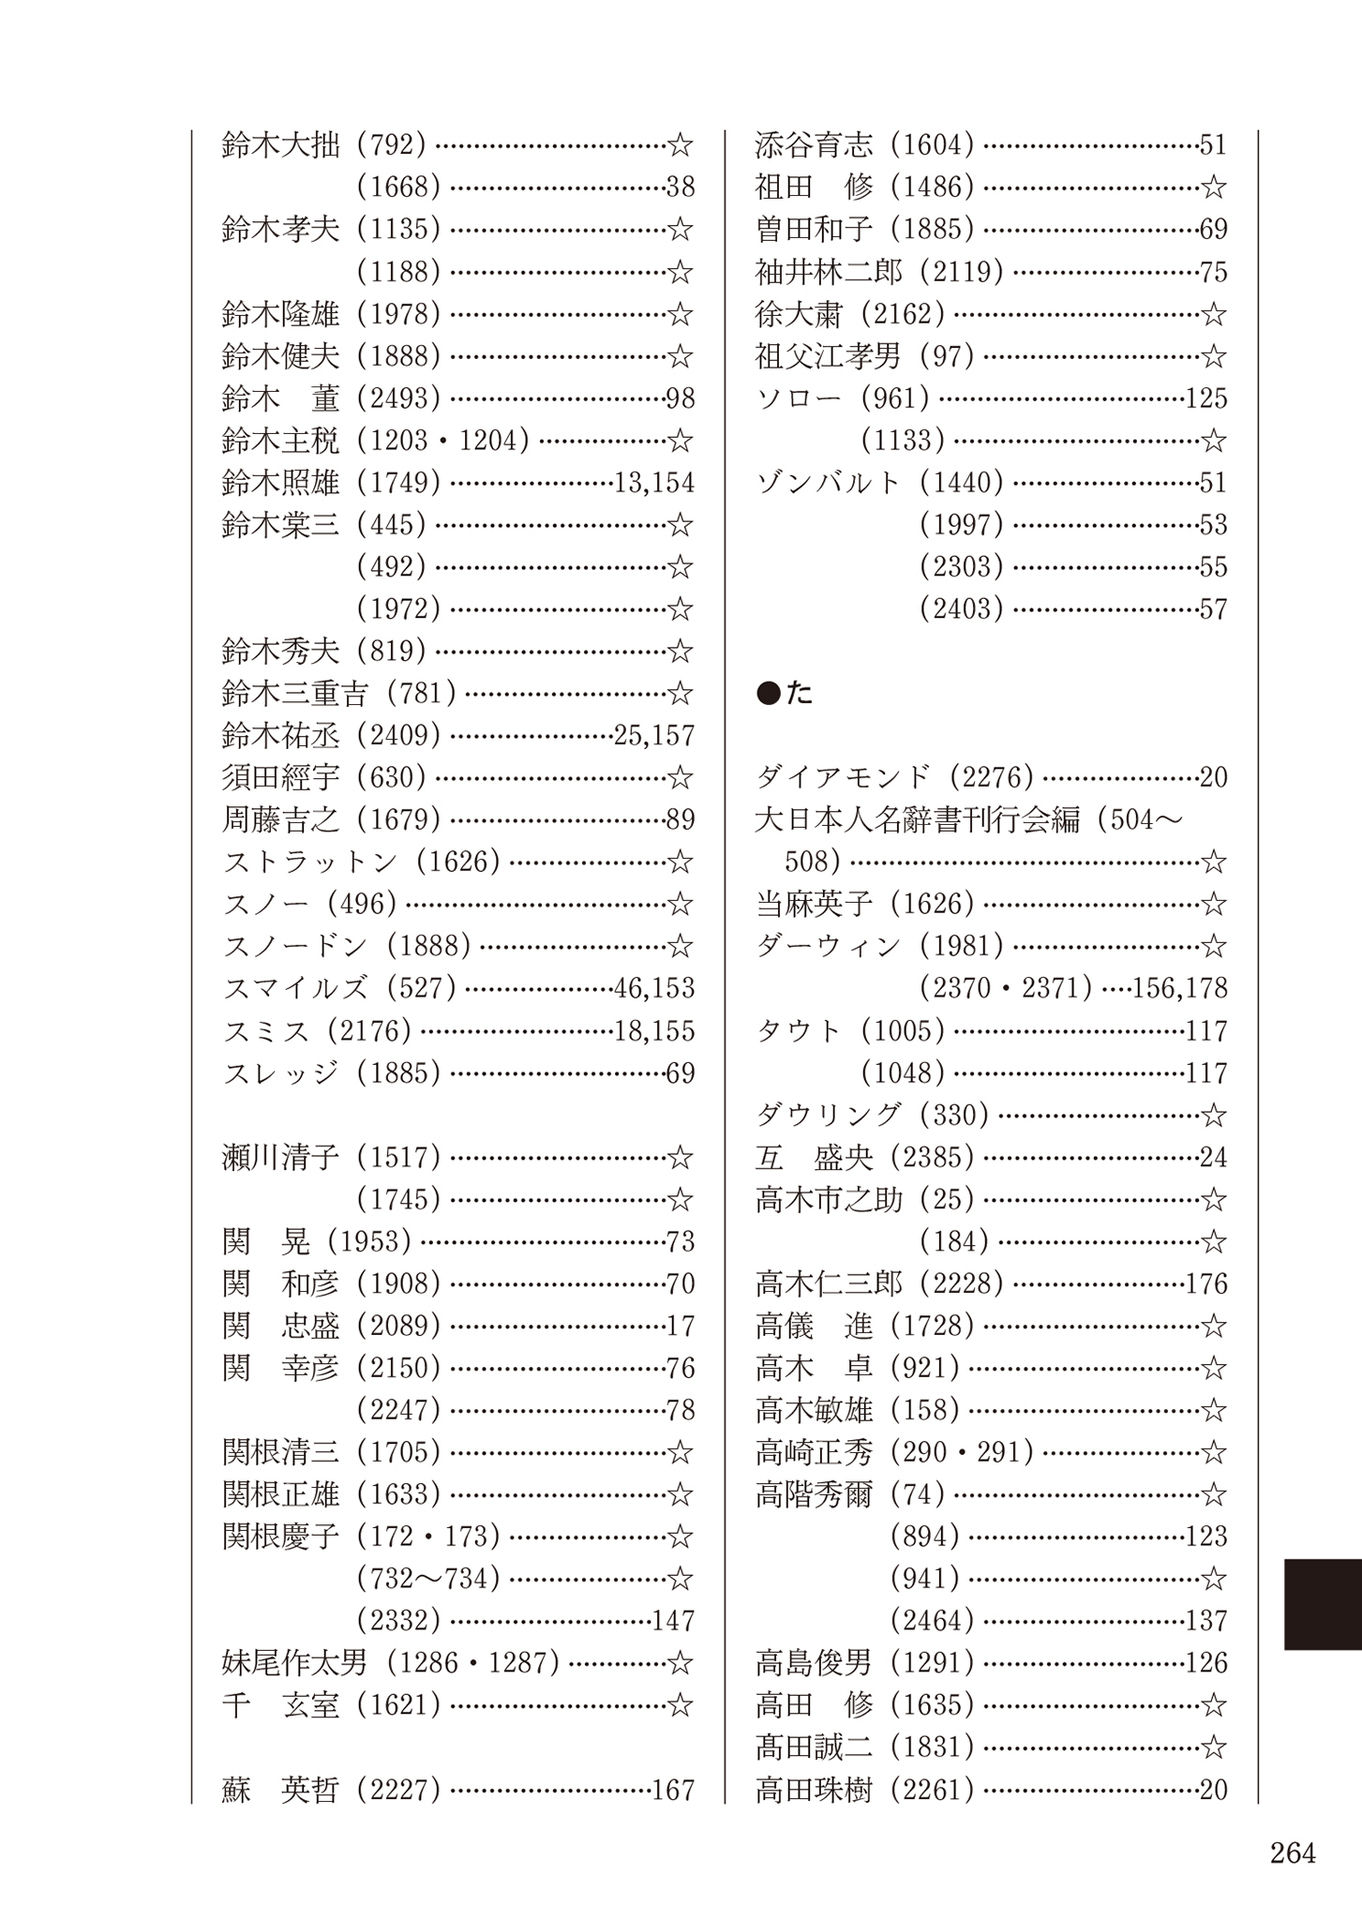 鈴木大拙（792）…………………………☆
（1668）………………………38
鈴木孝夫（1135）………………………☆
（1188）………………………☆
鈴木隆雄（1978）………………………☆
鈴木健夫（1888）………………………☆
鈴木　董（2493）………………………98
鈴木主税（1203・1204）………………☆
鈴木照雄（1749）…………………13,154
鈴木棠三（445）…………………………☆
（492）…………………………☆
（1972）………………………☆
鈴木秀夫（819）…………………………☆
鈴木三重吉（781）………………………☆
鈴木祐丞（2409）…………………25,157
須田經宇（630）…………………………☆
周藤吉之（1679）………………………89
ストラットン（1626）…………………☆
スノー（496）……………………………☆
スノードン（1888）……………………☆
スマイルズ（527）………………46,153
スミス（2176）……………………18,155
スレッジ（1885）………………………69
瀬川清子（1517）………………………☆
（1745）………………………☆
関　晃（1953）…………………………73
関　和彦（1908）………………………70
関　忠盛（2089）………………………17
関　幸彦（2150）………………………76
（2247）………………………78
関根清三（1705）………………………☆
関根正雄（1633）………………………☆
関根慶子（172・173）…………………☆
（732〜734）…………………☆
（2332）……………………147
妹尾作太男（1286・1287）…………☆
千　玄室（1621）………………………☆
蘇　英哲（2227）……………………167
添谷育志（1604）………………………51
祖田　修（1486）………………………☆
曽田和子（1885）………………………69
袖井林二郎（2119）……………………75
徐大粛（2162）…………………………☆
祖父江孝男（97）………………………☆
ソロー（961）…………………………125
（1133）…………………………☆
ゾンバルト（1440）……………………51
（1997）……………………53
（2303）……………………55
（2403）……………………57
●た
ダイアモンド（2276）…………………20
大日本人名辭書刊行会編（504〜
508）………………………………………☆
当麻英子（1626）………………………☆
ダーウィン（1981）……………………☆
（2370・2371）…156,178
タウト（1005）………………………117
（1048）………………………117
ダウリング（330）……………………☆
互　盛央（2385）………………………24
高木市之助（25）………………………☆
（184）……………………☆
高木仁三郎（2228）…………………176
高儀　進（1728）………………………☆
高木　卓（921）………………………☆
高木敏雄（158）………………………☆
高崎正秀（290・291）………………☆
高階秀爾（74）…………………………☆
（894）………………………123
（941）………………………☆
（2464）……………………137
高島俊男（1291）……………………126
高田　修（1635）………………………☆
髙田誠二（1831）………………………☆
高田珠樹（2261）………………………20
264